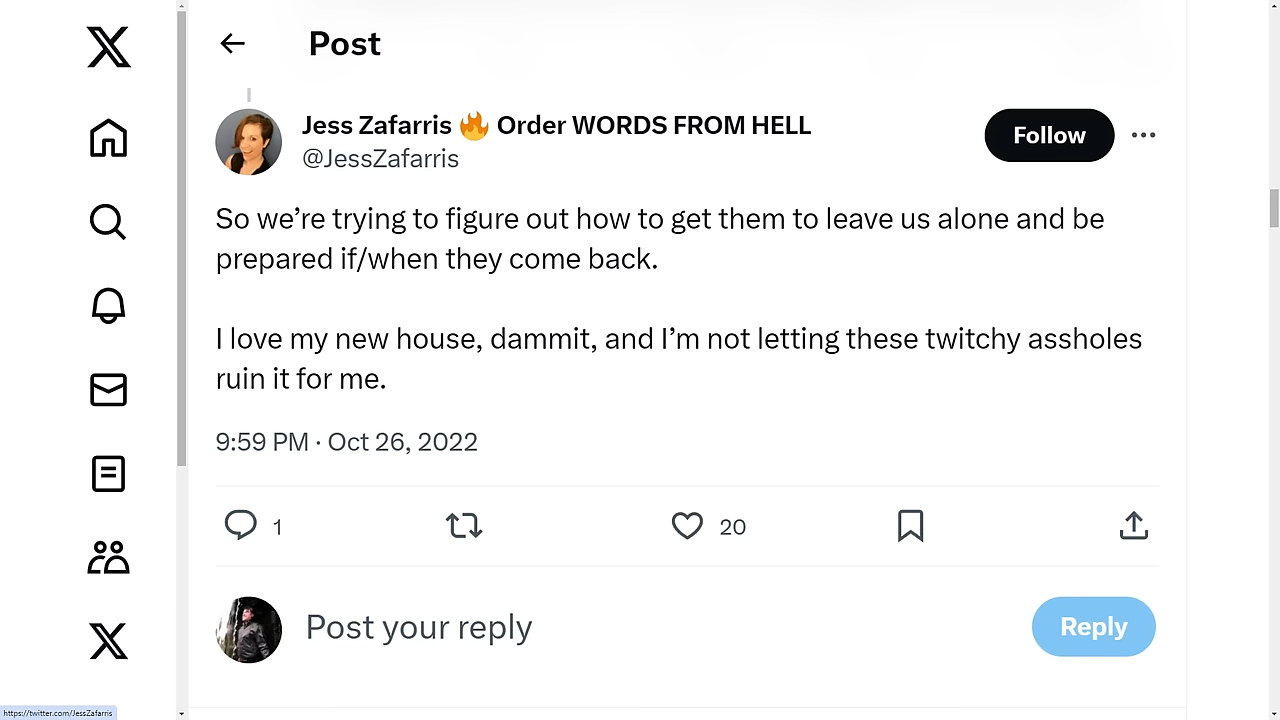 Post
Jess Zafarris 🔥 Order WORDS FROM HELL
@JessZafarris
Follow
So we’re trying to figure out how to get them to leave us alone and be
prepared if/when they come back.
I love my new house, dammit, and I’m not letting these twitchy assholes
ruin it for me.
9:59 PM · Oct 26, 2022
1
20
Post your reply
Reply
https://twitter.com/JessZafarris